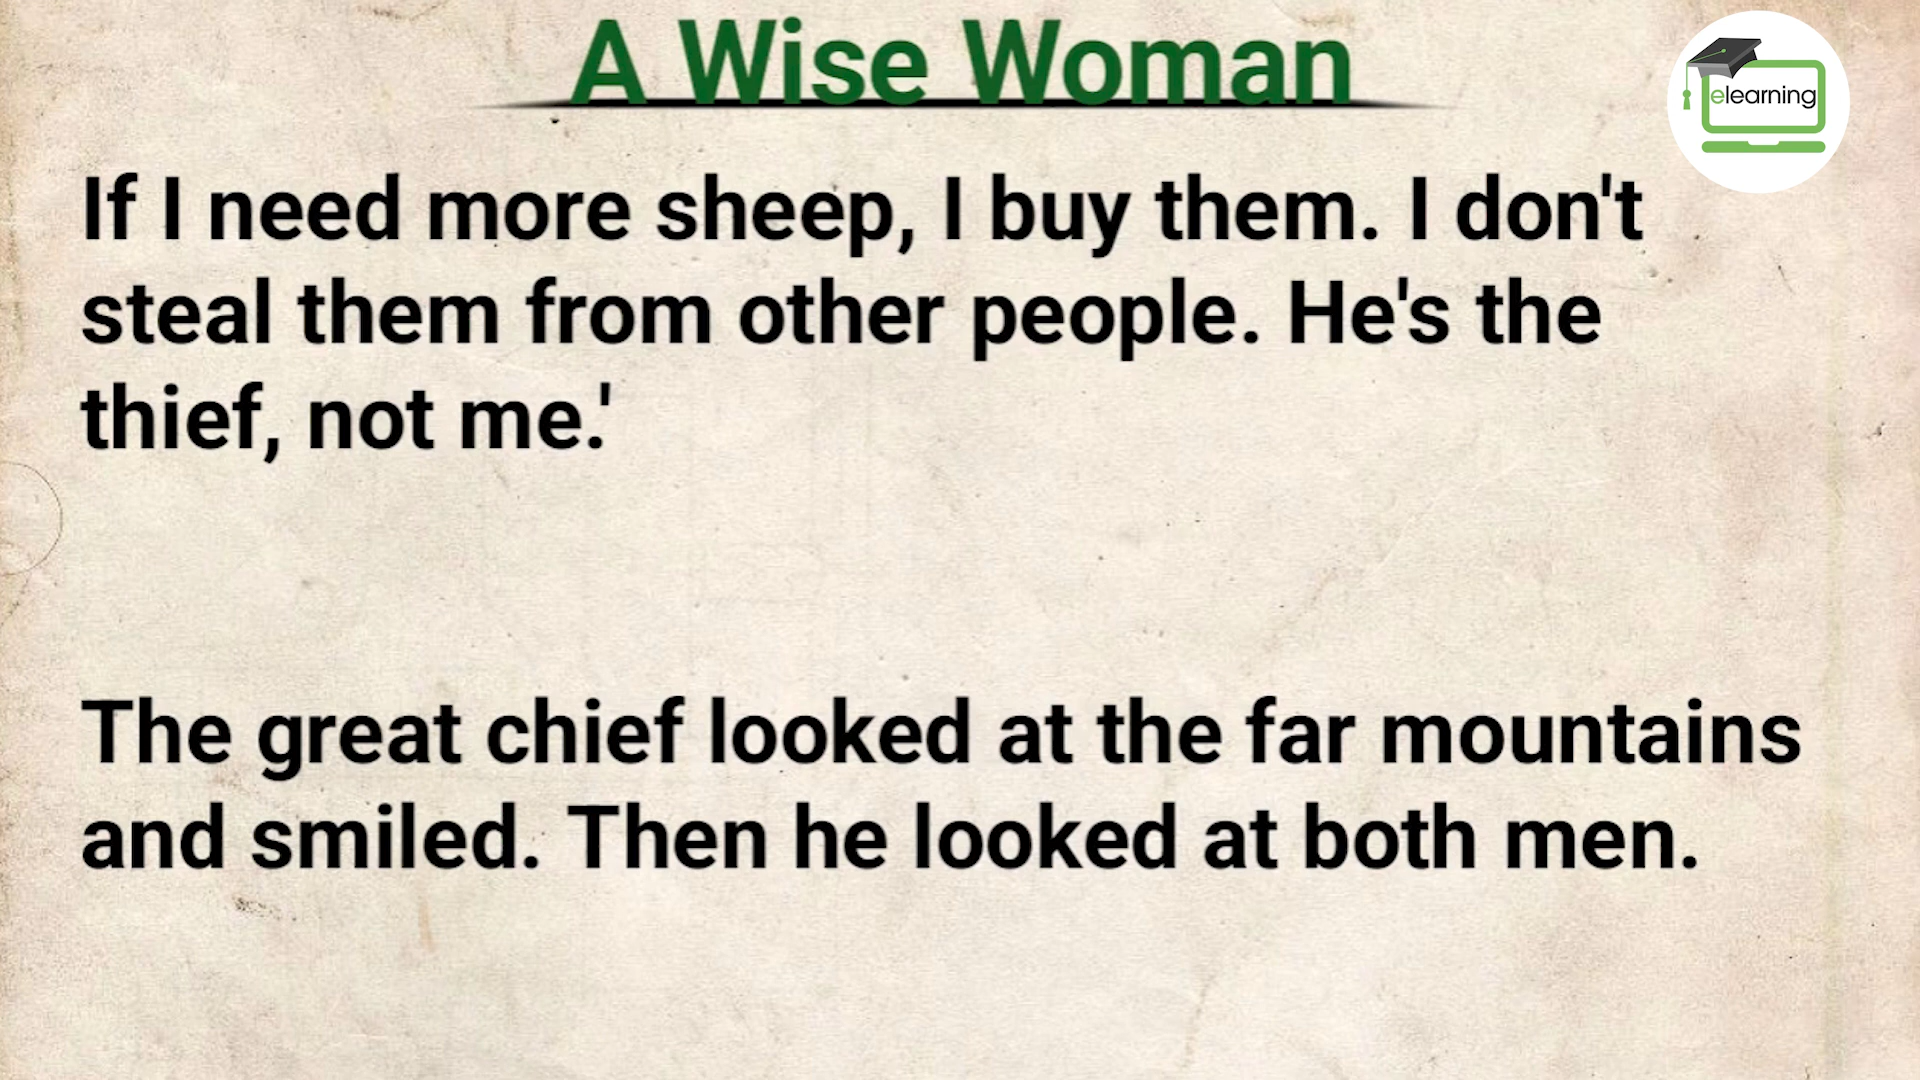 A Wise Woman
elearning
If I need more sheep, I buy them. I don't
steal them from other people. He's the
thief, not me.'
The great chief looked at the far mountains
and smiled. Then he looked at both men.